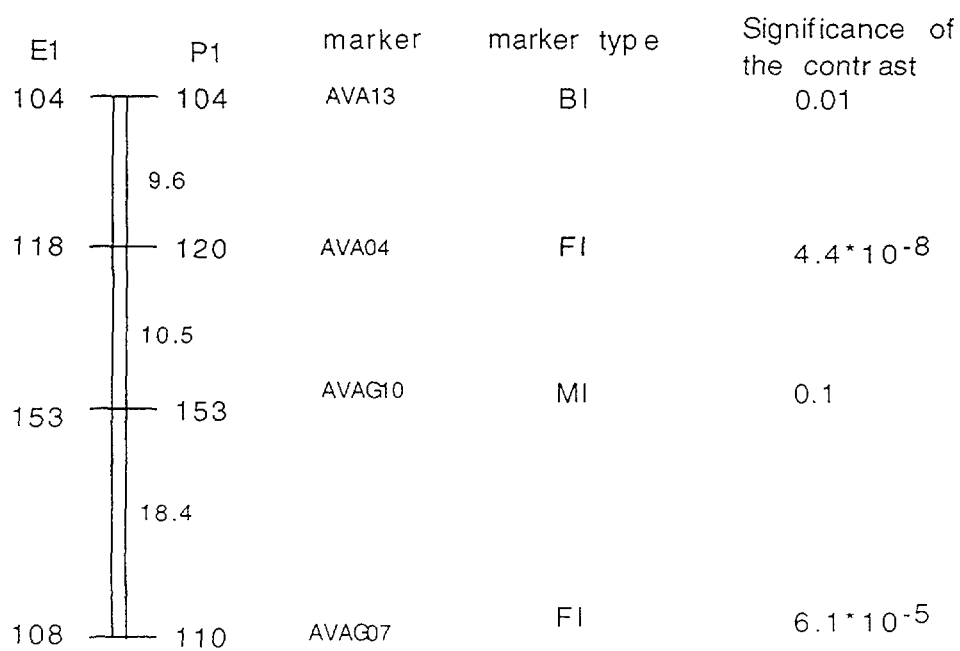 E1 P1 marker marker type Significance of
the contrast
104 104 AVA13 BI 0.01
9.6
118 120 AVA04 FI 4.4*10-8
10.5
153 153 AVAG10 MI 0.1
18.4
108 110 AVAG07 FI 6.1*10-5